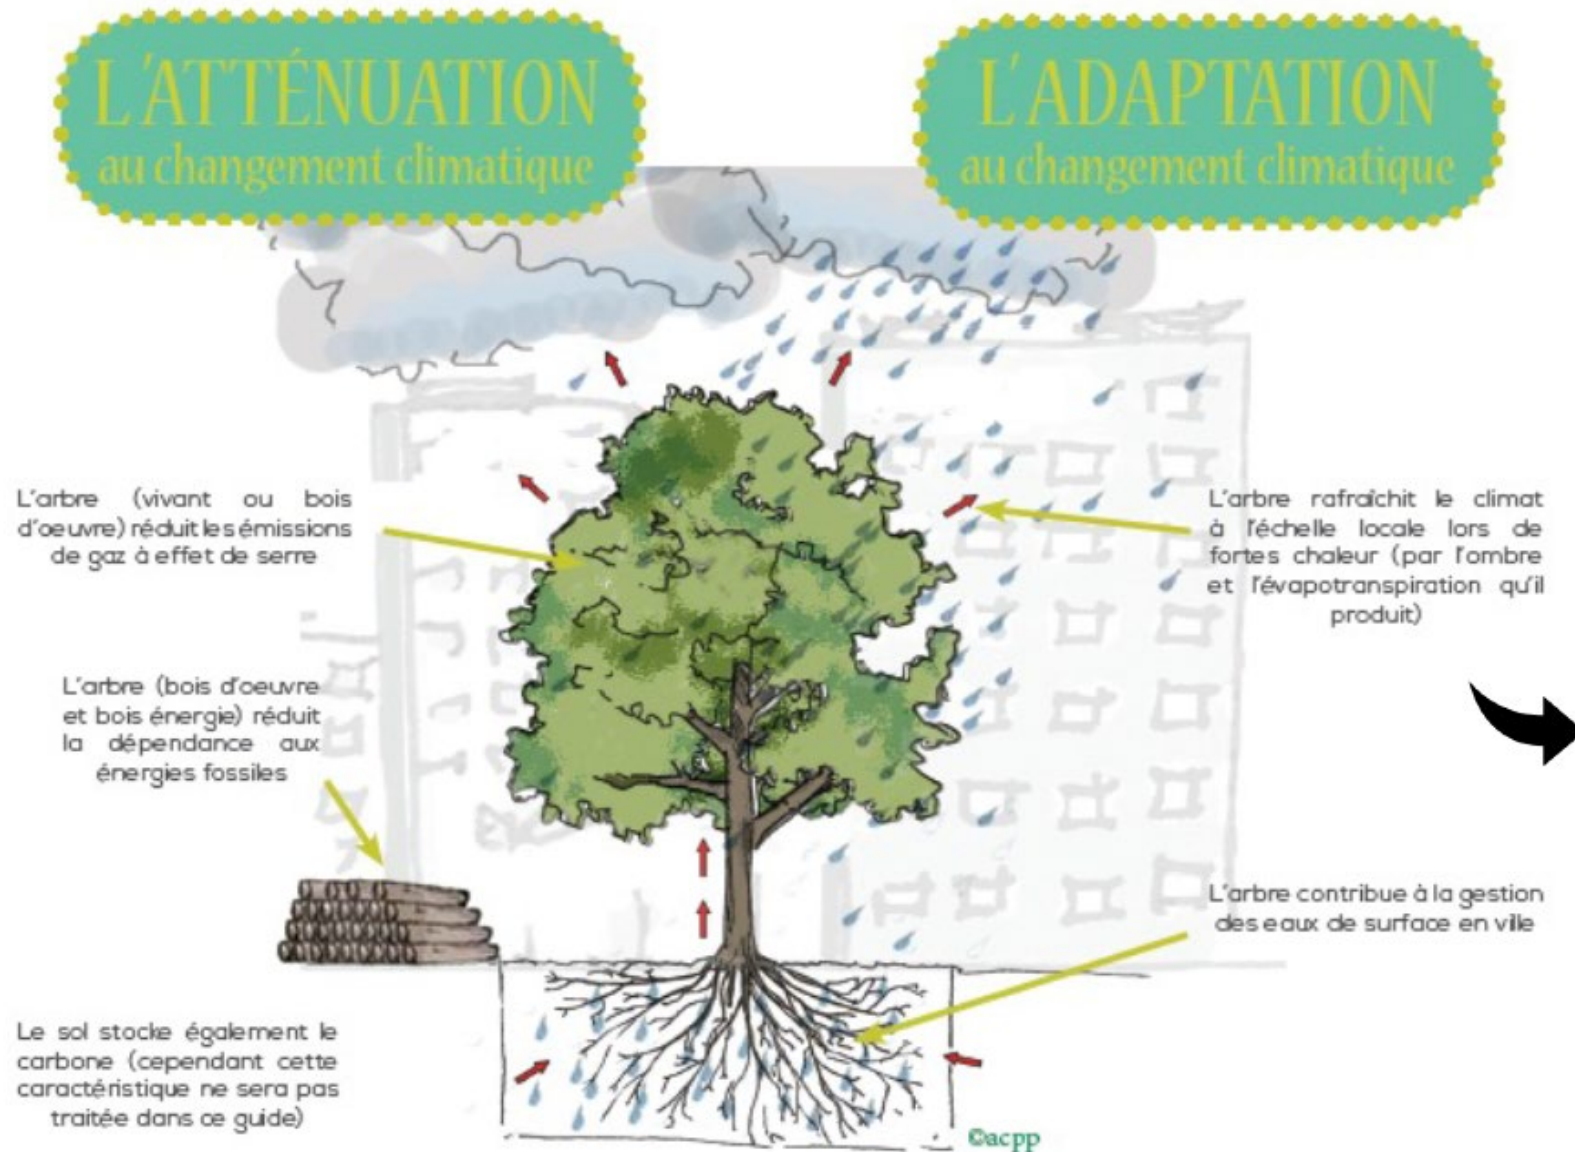 L'ATTÉNUATION
au changement climatique
L'ADAPTATION
au changement climatique
L'arbre (vivant ou bois
d'oeuvre) réduit les émissions
de gaz à effet de serre
L'arbre (bois d'oeuvre
et bois énergie) réduit
la dépendance aux
énergies fossiles
Le sol stocke également le
carbone (cependant cette
caractéristique ne sera pas
traitée dans ce guide)
L'arbre rafraîchit le climat
à l'échelle locale lors de
fortes chaleur (par l'ombre
et l'évapotranspiration qu'il
produit)
L'arbre contribue à la gestion
des eaux de surface en ville
©acpp